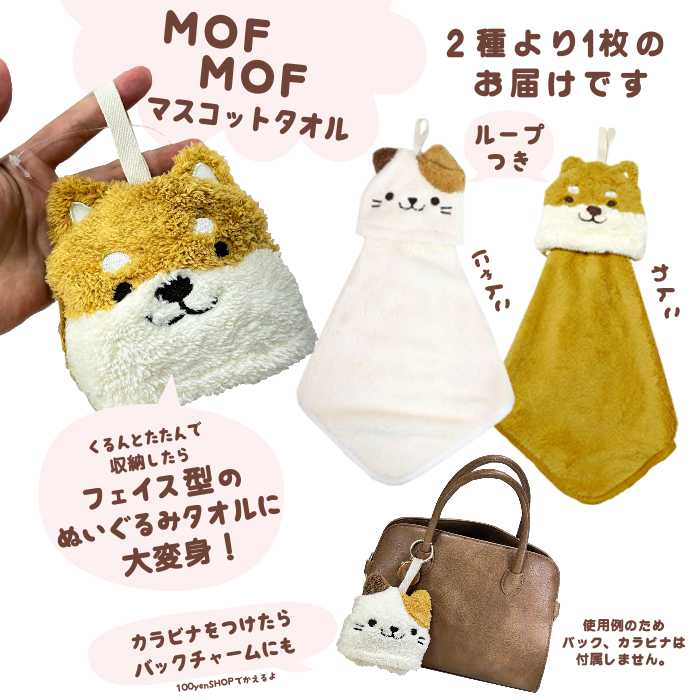 MOF
MOF
マスコットタオル
2種より1枚の
お届けです
ループ
つき
にゃんこ
わんこ
くるんとたたんで
収納したら
フェイス型の
ぬいぐるみタオルに
大変身！
カラビナをつけたら
バックチャームにも
100yenSHOPでかえるよ
使用例のため
バック、カラビナは
付属しません。